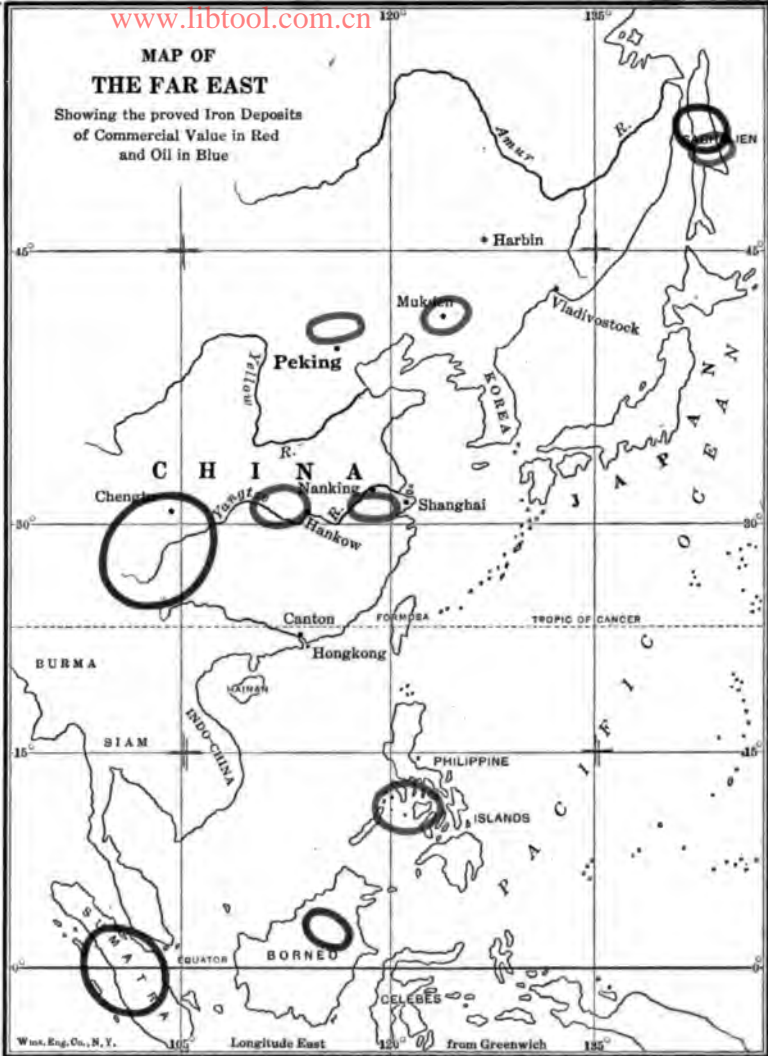 www.libtool.com.cn
120°
135°
MAP OF
THE FAR EAST
Showing the proved Iron Deposits
of Commercial Value in Red
and Oil in Blue
Amur
R.
45°
Harbin
45°
Mukden
Vladivostock
Peking
Yellow
R.
KOREA
JAPAN
CHINA
Yangtse
R.
Nanking
Shanghai
Hankow
30°
30°
Canton
Hongkong
FORMOSA
TROPIC OF CANCER
BURMA
HAINAN
INDO-CHINA
SIAM
15°
15°
PACIFIC
OCEAN
PHILIPPINE
ISLANDS
SUMATRA
EQUATOR
BORNEO
0°
0°
CELEBES
Wms. Eng. Co., N.Y.
105°
Longitude East
120°
from Greenwich
135°